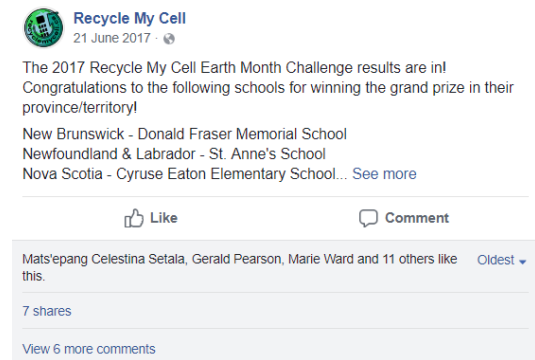 Recycle My Cell
21 June 2017 ·
The 2017 Recycle My Cell Earth Month Challenge results are in!
Congratulations to the following schools for winning the grand prize in their
province/territory!
New Brunswick - Donald Fraser Memorial School
Newfoundland & Labrador - St. Anne's School
Nova Scotia - Cyruse Eaton Elementary School... See more
Like Comment
Mats'epang Celestina Setala, Gerald Pearson, Marie Ward and 11 others like Oldest
this.
7 shares
View 6 more comments